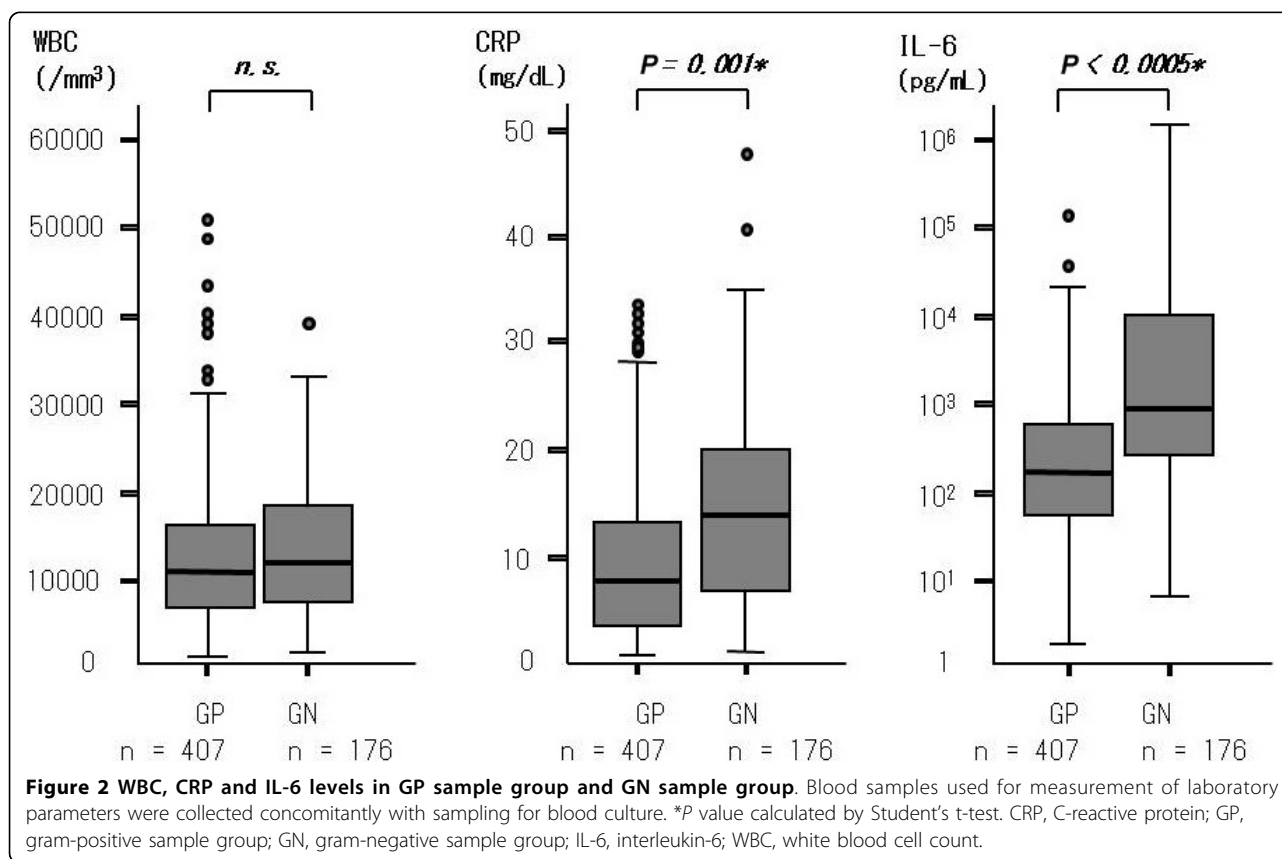 WBC
(/mm³)
n.s.
60000
50000
40000
30000
20000
10000
0
GP GN
n = 407 n = 176
CRP
(mg/dL)
P = 0.001*
50
40
30
20
10
0
GP GN
n = 407 n = 176
IL-6
(pg/mL)
P < 0.0005*
10⁶
10⁵
10⁴
10³
10²
10¹
1
GP GN
n = 407 n = 176
Figure 2 WBC, CRP and IL-6 levels in GP sample group and GN sample group. Blood samples used for measurement of laboratory
parameters were collected concomitantly with sampling for blood culture. *P value calculated by Student's t-test. CRP, C-reactive protein; GP,
gram-positive sample group; GN, gram-negative sample group; IL-6, interleukin-6; WBC, white blood cell count.